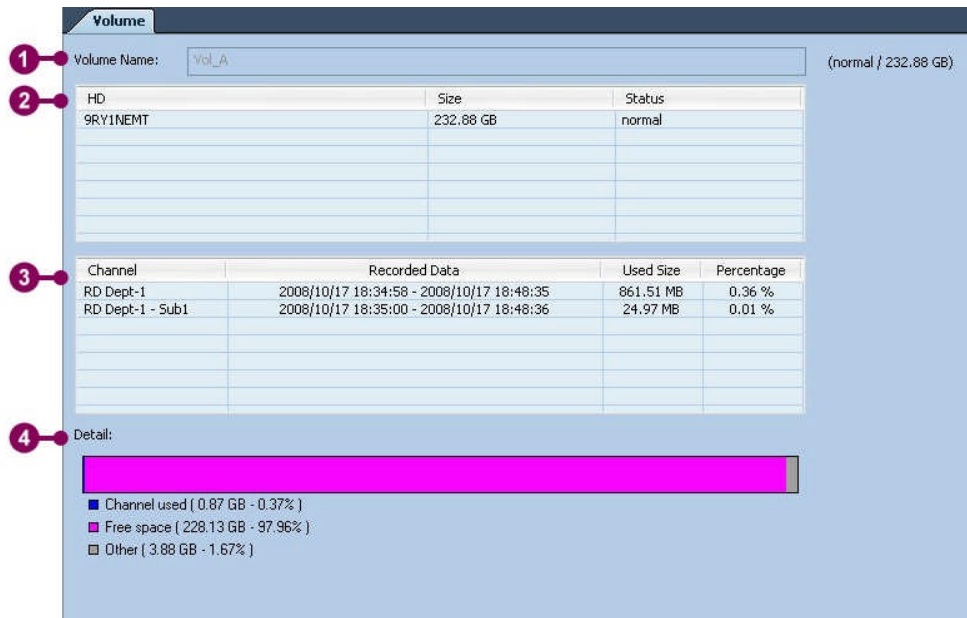 Volume
1 Volume Name: Vol_A (normal / 232.88 GB)
2 HD Size Status
9RY1NEMT 232.88 GB normal
3 Channel Recorded Data Used Size Percentage
RD Dept-1 2008/10/17 18:34:58 - 2008/10/17 18:48:35 861.51 MB 0.36 %
RD Dept-1 - Sub1 2008/10/17 18:35:00 - 2008/10/17 18:48:36 24.97 MB 0.01 %
4 Detail:
Channel used ( 0.87 GB - 0.37% )
Free space ( 228.13 GB - 97.96% )
Other ( 3.88 GB - 1.67% )